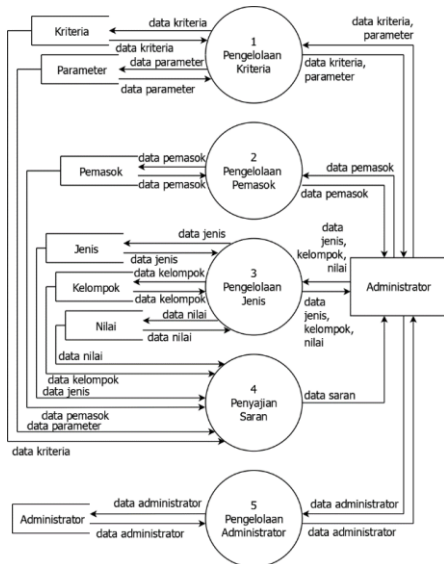 Kriteria
data kriteria
data kriteria
Parameter
data parameter
data parameter
1
Pengelolaan
Kriteria
data kriteria,
parameter
data kriteria,
parameter
Pemasok
data pemasok
data pemasok
2
Pengelolaan
Pemasok
data pemasok
data pemasok
Jenis
data jenis
data jenis
Kelompok
data kelompok
data kelompok
Nilai
data nilai
data nilai
3
Pengelolaan
Jenis
data
jenis,
kelompok,
nilai
data
jenis,
kelompok,
nilai
Administrator
data nilai
data kelompok
data jenis
data pemasok
data parameter
data kriteria
4
Penyajian
Saran
data saran
Administrator
data administrator
data administrator
5
Pengelolaan
Administrator
data administrator
data administrator